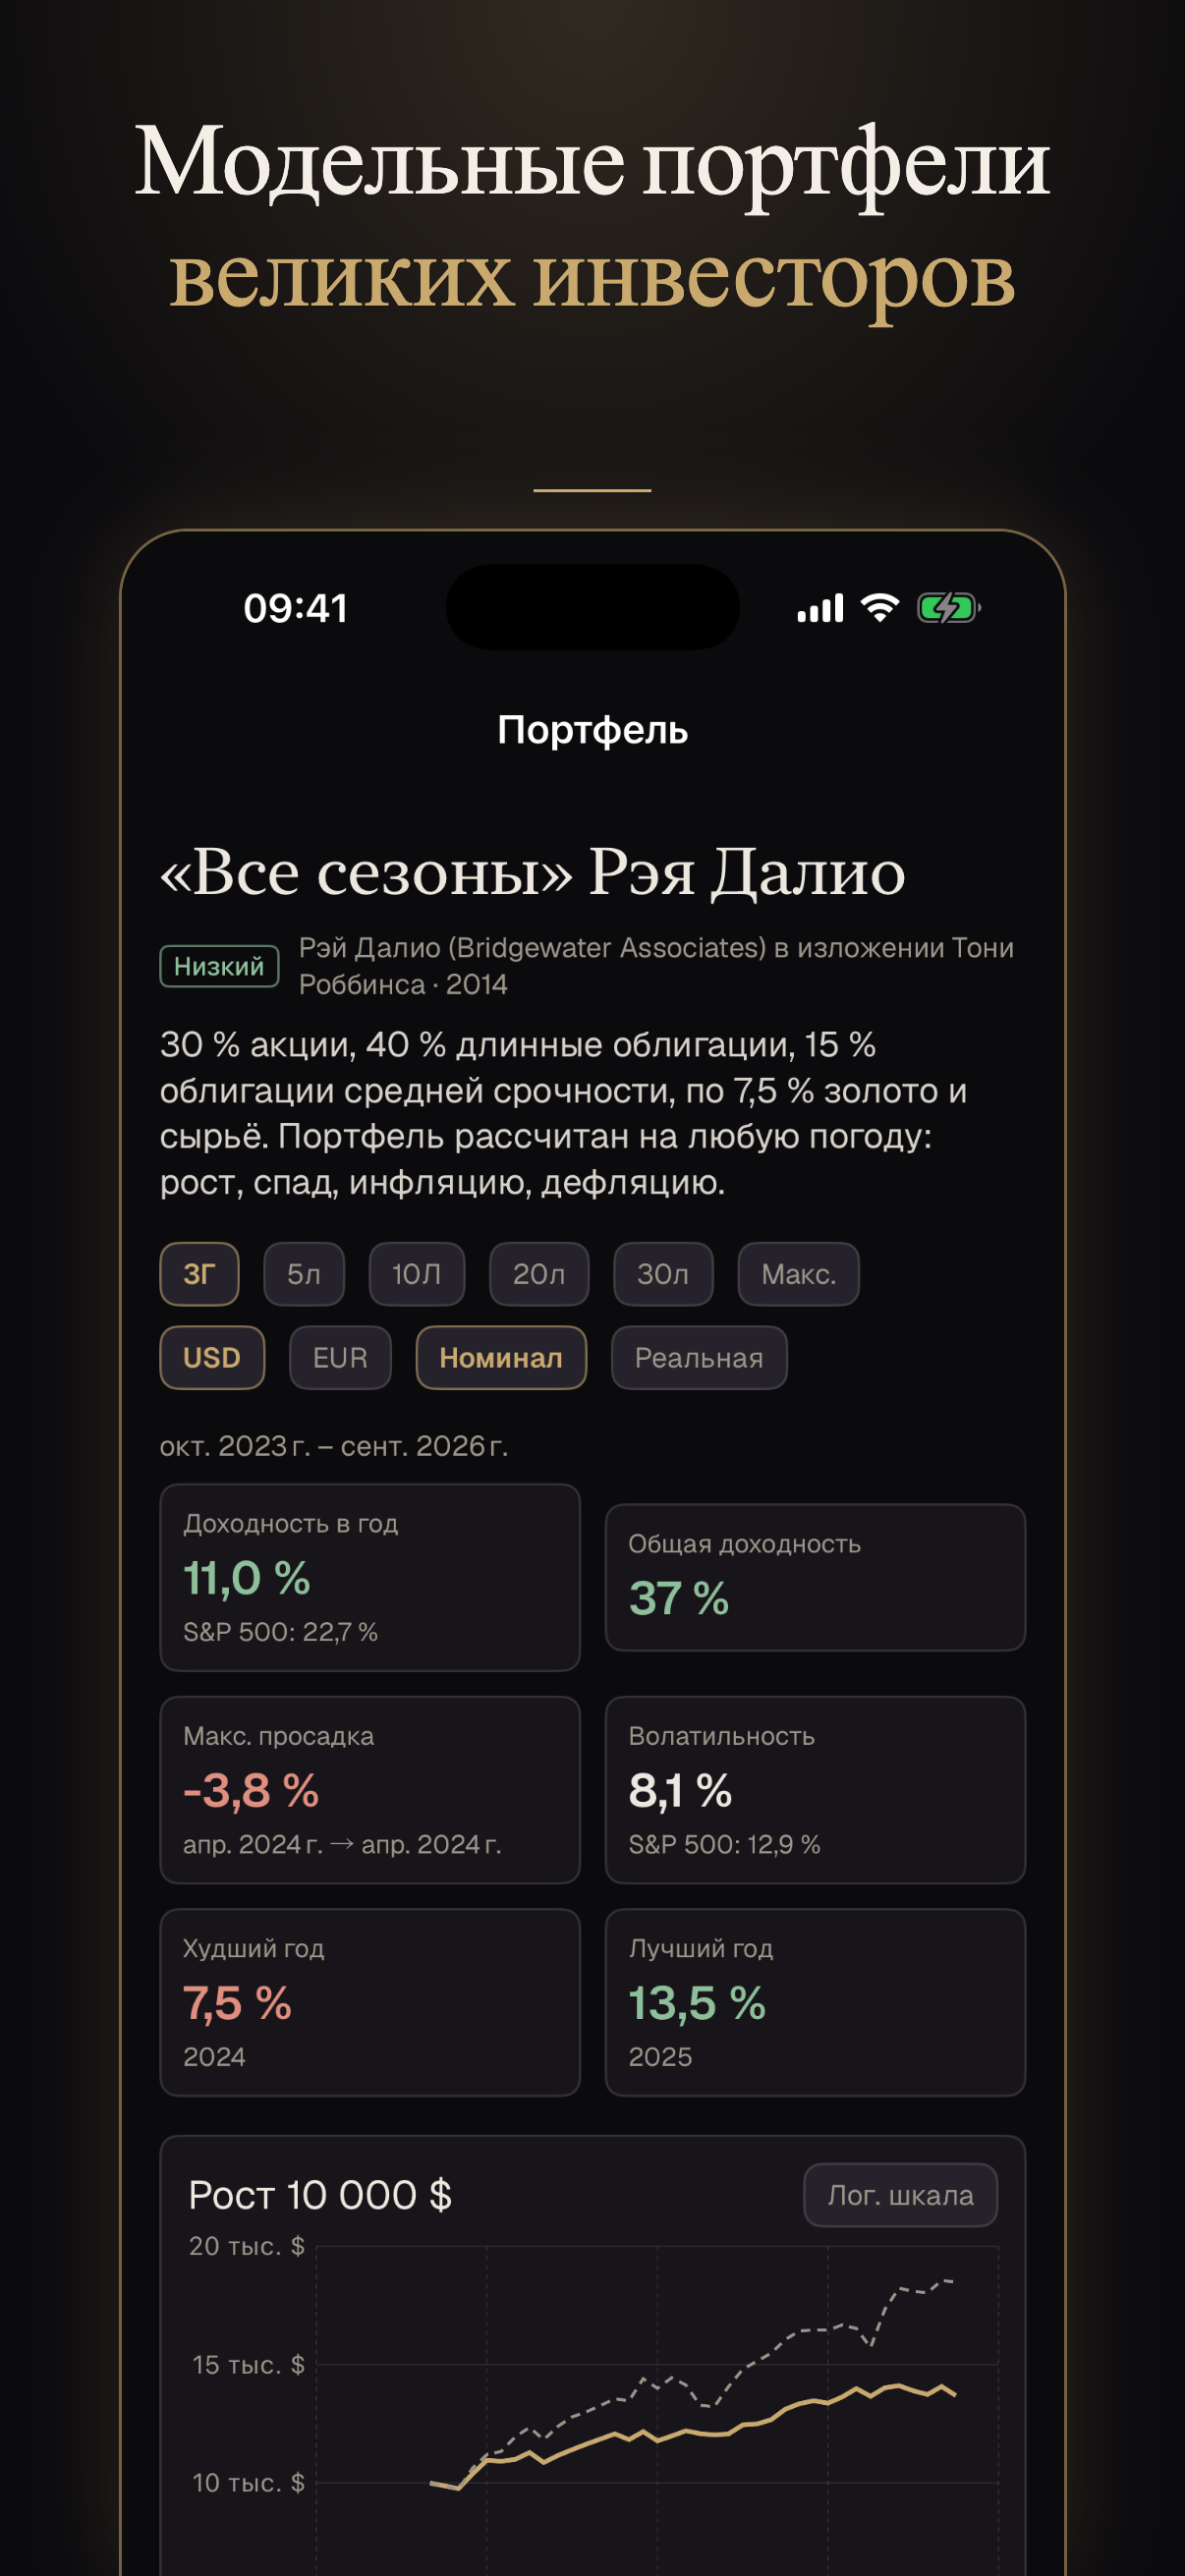 Модельные портфели
великих инвесторов
09:41
Портфель
«Все сезоны» Рэя Далио
Низкий
Рэй Далио (Bridgewater Associates) в изложении Тони
Роббинса · 2014
30 % акции, 40 % длинные облигации, 15 %
облигации средней срочности, по 7,5 % золото и
сырьё. Портфель рассчитан на любую погоду:
рост, спад, инфляцию, дефляцию.
3Г 5л 10Л 20л 30л Макс.
USD EUR Номинал Реальная
окт. 2023 г. – сент. 2026 г.
Доходность в год
11,0 %
S&P 500: 22,7 %
Общая доходность
37 %
Макс. просадка
-3,8 %
апр. 2024 г. → апр. 2024 г.
Волатильность
8,1 %
S&P 500: 12,9 %
Худший год
7,5 %
2024
Лучший год
13,5 %
2025
Рост 10 000 $
Лог. шкала
20 тыс. $
15 тыс. $
10 тыс. $